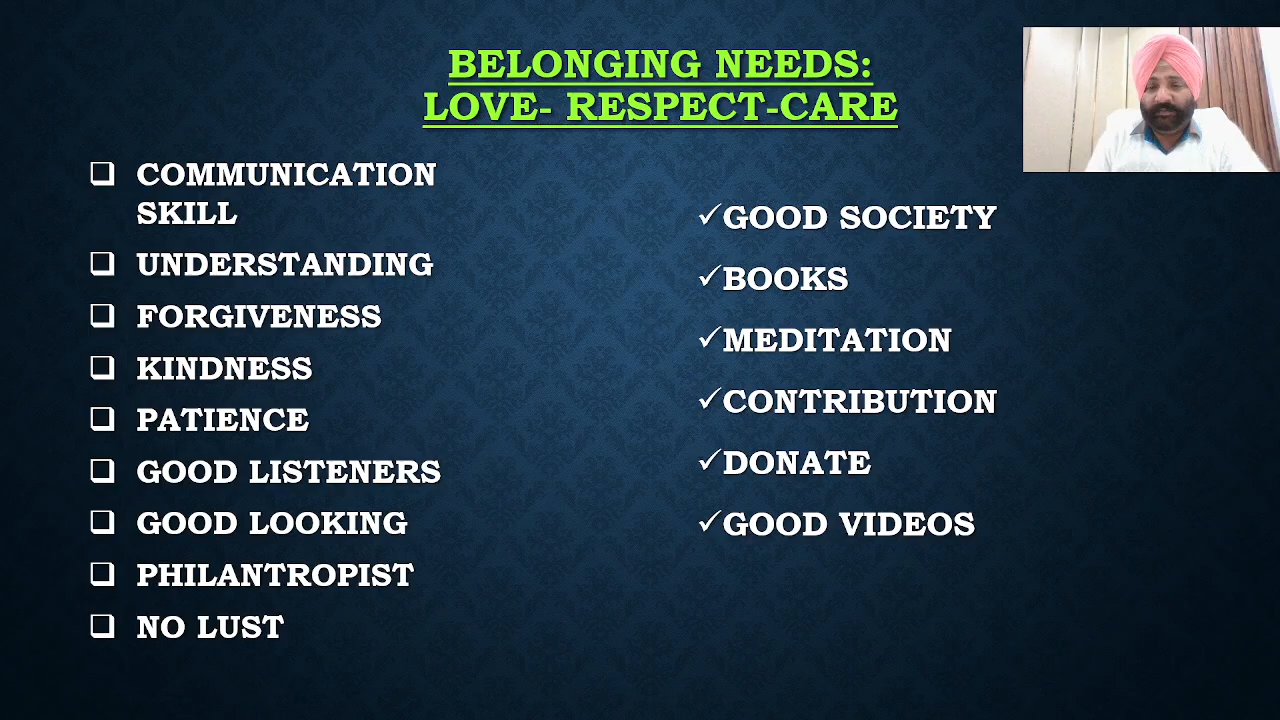 BELONGING NEEDS:
LOVE- RESPECT-CARE
COMMUNICATION
SKILL
UNDERSTANDING
FORGIVENESS
KINDNESS
PATIENCE
GOOD LISTENERS
GOOD LOOKING
PHILANTROPIST
NO LUST
GOOD SOCIETY
BOOKS
MEDITATION
CONTRIBUTION
DONATE
GOOD VIDEOS